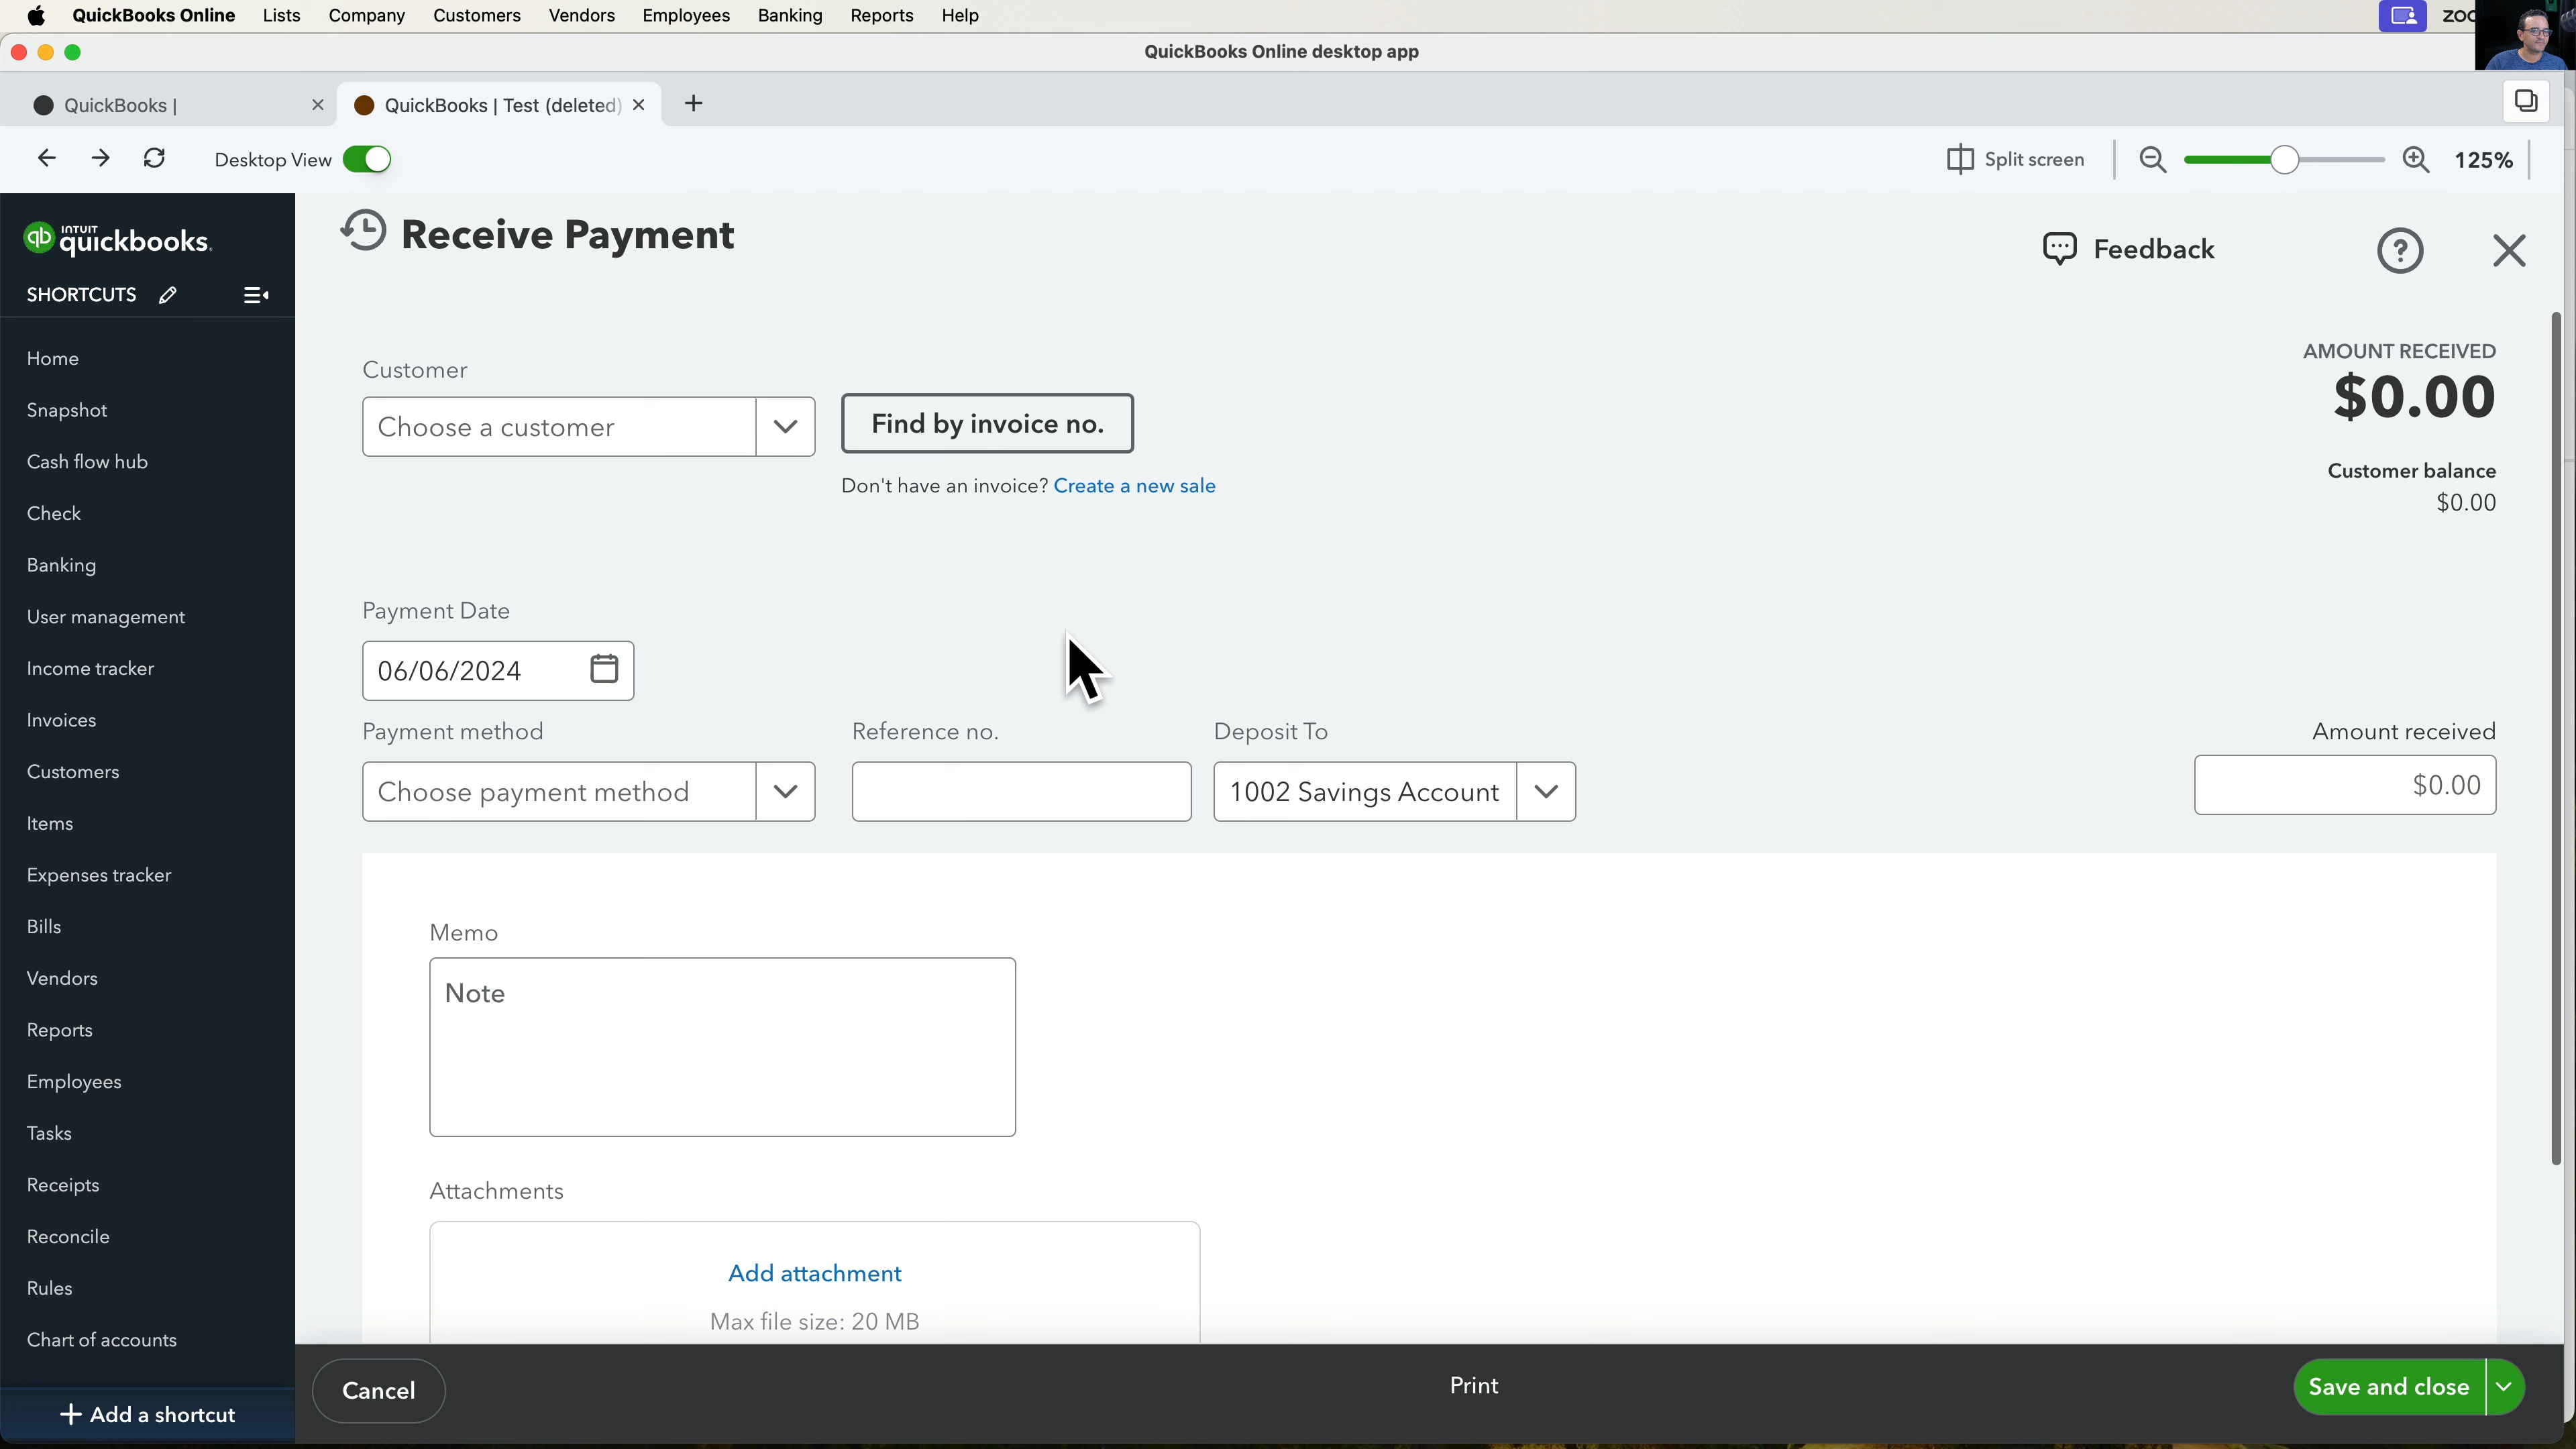 QuickBooks Online Lists Company Customers Vendors Employees Banking Reports Help
QuickBooks Online desktop app
QuickBooks |
QuickBooks | Test (deleted)
Desktop View
Split screen
125%
INTUIT
quickbooks.
SHORTCUTS
Home
Snapshot
Cash flow hub
Check
Banking
User management
Income tracker
Invoices
Customers
Items
Expenses tracker
Bills
Vendors
Reports
Employees
Tasks
Receipts
Reconcile
Rules
Chart of accounts
Add a shortcut
Receive Payment
Feedback
Customer
Choose a customer
Find by invoice no.
Don't have an invoice? Create a new sale
AMOUNT RECEIVED
$0.00
Customer balance
$0.00
Payment Date
06/06/2024
Payment method
Choose payment method
Reference no.
Deposit To
1002 Savings Account
Amount received
$0.00
Memo
Note
Attachments
Add attachment
Max file size: 20 MB
Cancel
Print
Save and close